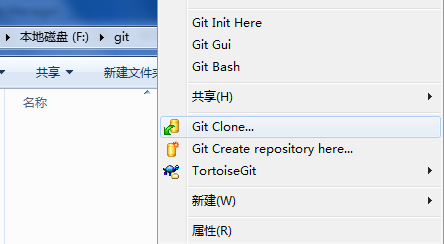 本地磁盘 (F:) ▸ git
共享
新建文件夹
名称
Git Init Here
Git Gui
Git Bash
共享(H)
Git Clone...
Git Create repository here...
TortoiseGit
新建(W)
属性(R)